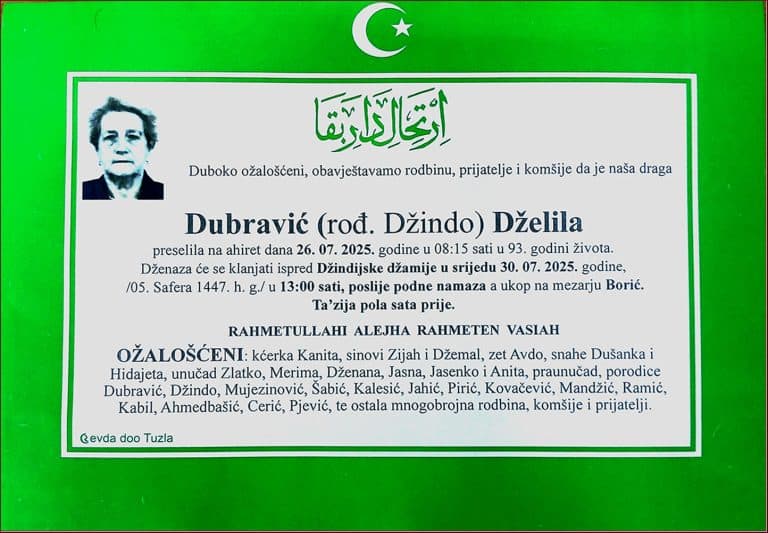 اِرْتِحَالِ دَارِ بَقَا
Duboko ožalošćeni, obavještavamo rodbinu, prijatelje i komšije da je naša draga
Dubravić (rođ. Džindo) Dželila
preselila na ahiret dana 26. 07. 2025. godine u 08:15 sati u 93. godini života.
Dženaza će se klanjati ispred Džindijske džamije u srijedu 30. 07. 2025. godine,
/05. Safera 1447. h. g./ u 13:00 sati, poslije podne namaza a ukop na mezarju Borić.
Ta'zija pola sata prije.
RAHMETULLAHI ALEJHA RAHMETEN VASIAH
OŽALOŠĆENI: kćerka Kanita, sinovi Zijah i Džemal, zet Avdo, snahe Dušanka i
Hidajeta, unučad Zlatko, Merima, Dženana, Jasna, Jasenko i Anita, praunučad, porodice
Dubravić, Džindo, Mujezinović, Šabić, Kalesić, Jahić, Pirić, Kovačević, Mandžić, Ramić,
Kabil, Ahmedbašić, Cerić, Pjević, te ostala mnogobrojna rodbina, komšije i prijatelji.
Ćevda doo Tuzla